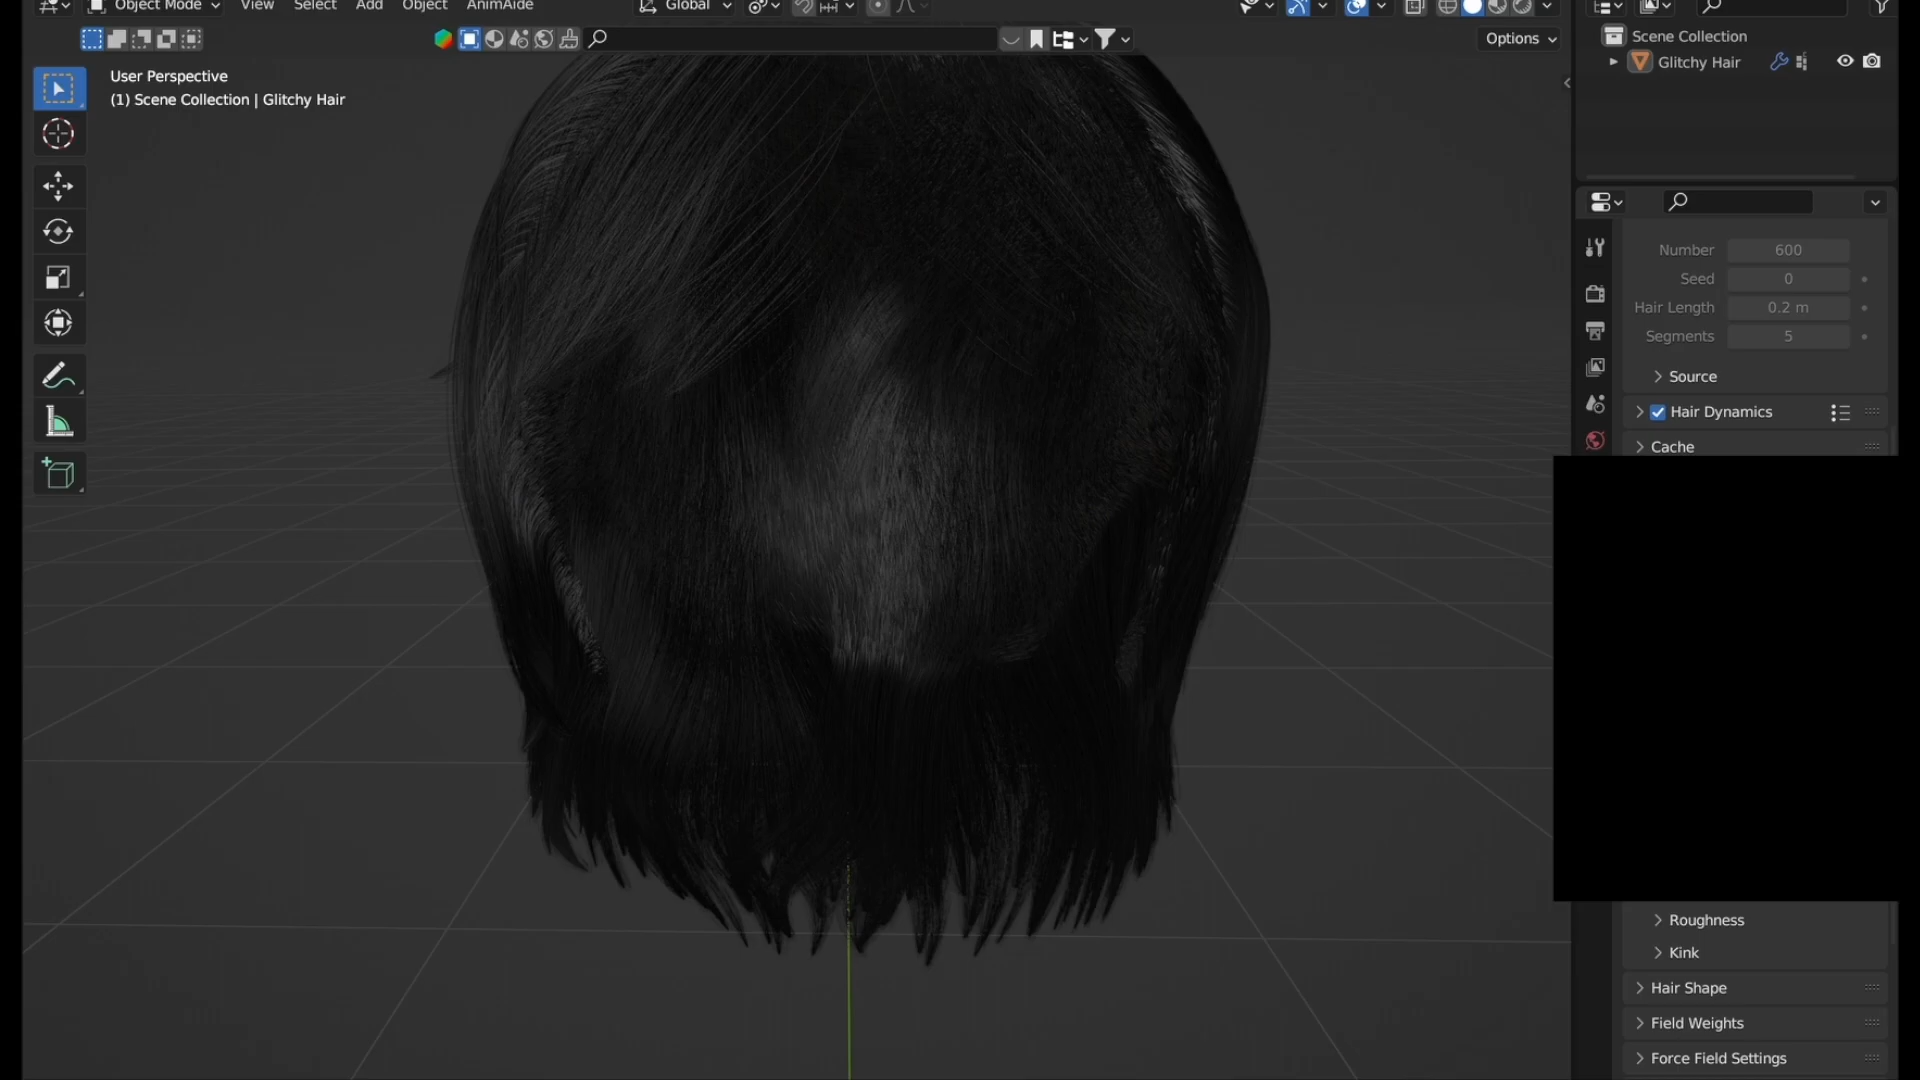 Object Mode
View
Select
Add
Object
AnimAide
Global
Options
User Perspective
(1) Scene Collection | Glitchy Hair
Scene Collection
Glitchy Hair
Number 600
Seed 0
Hair Length 0.2 m
Segments 5
Source
Hair Dynamics
Cache
Roughness
Kink
Hair Shape
Field Weights
Force Field Settings